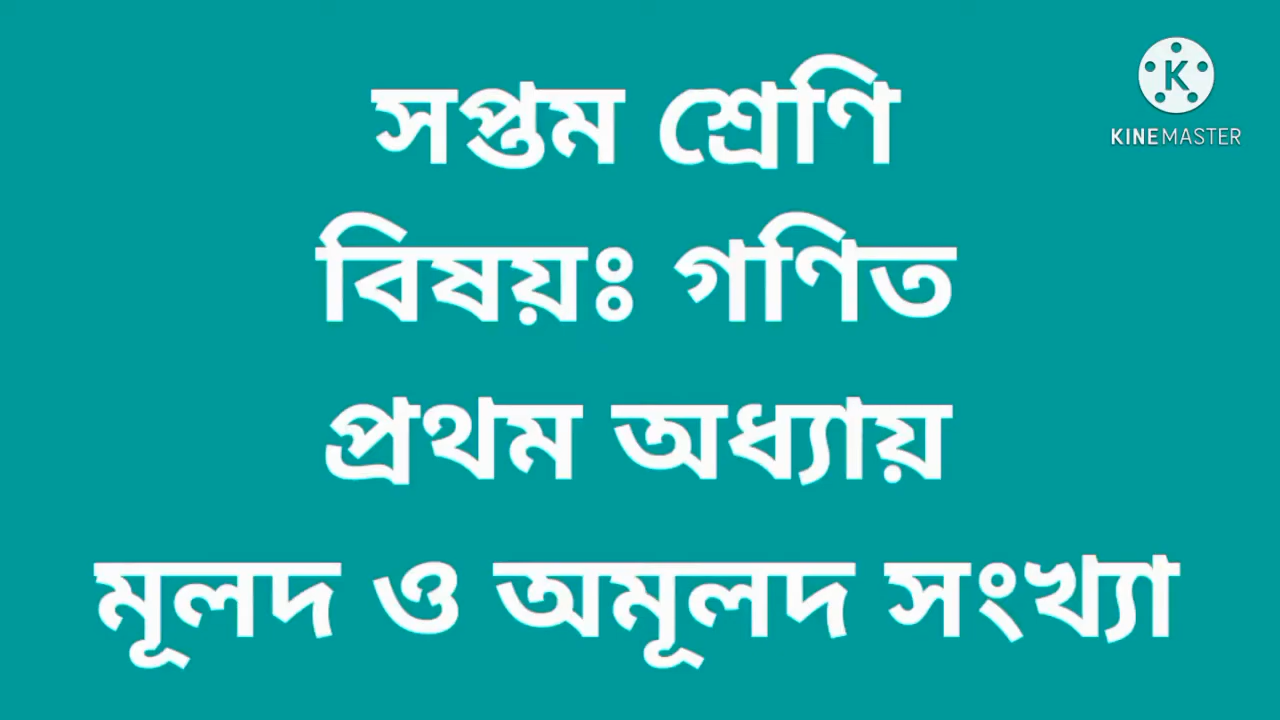 সপ্তম শ্রেণি
বিষয়ঃ গণিত
প্রথম অধ্যায়
মূলদ ও অমূলদ সংখ্যা
K
KINEMASTER